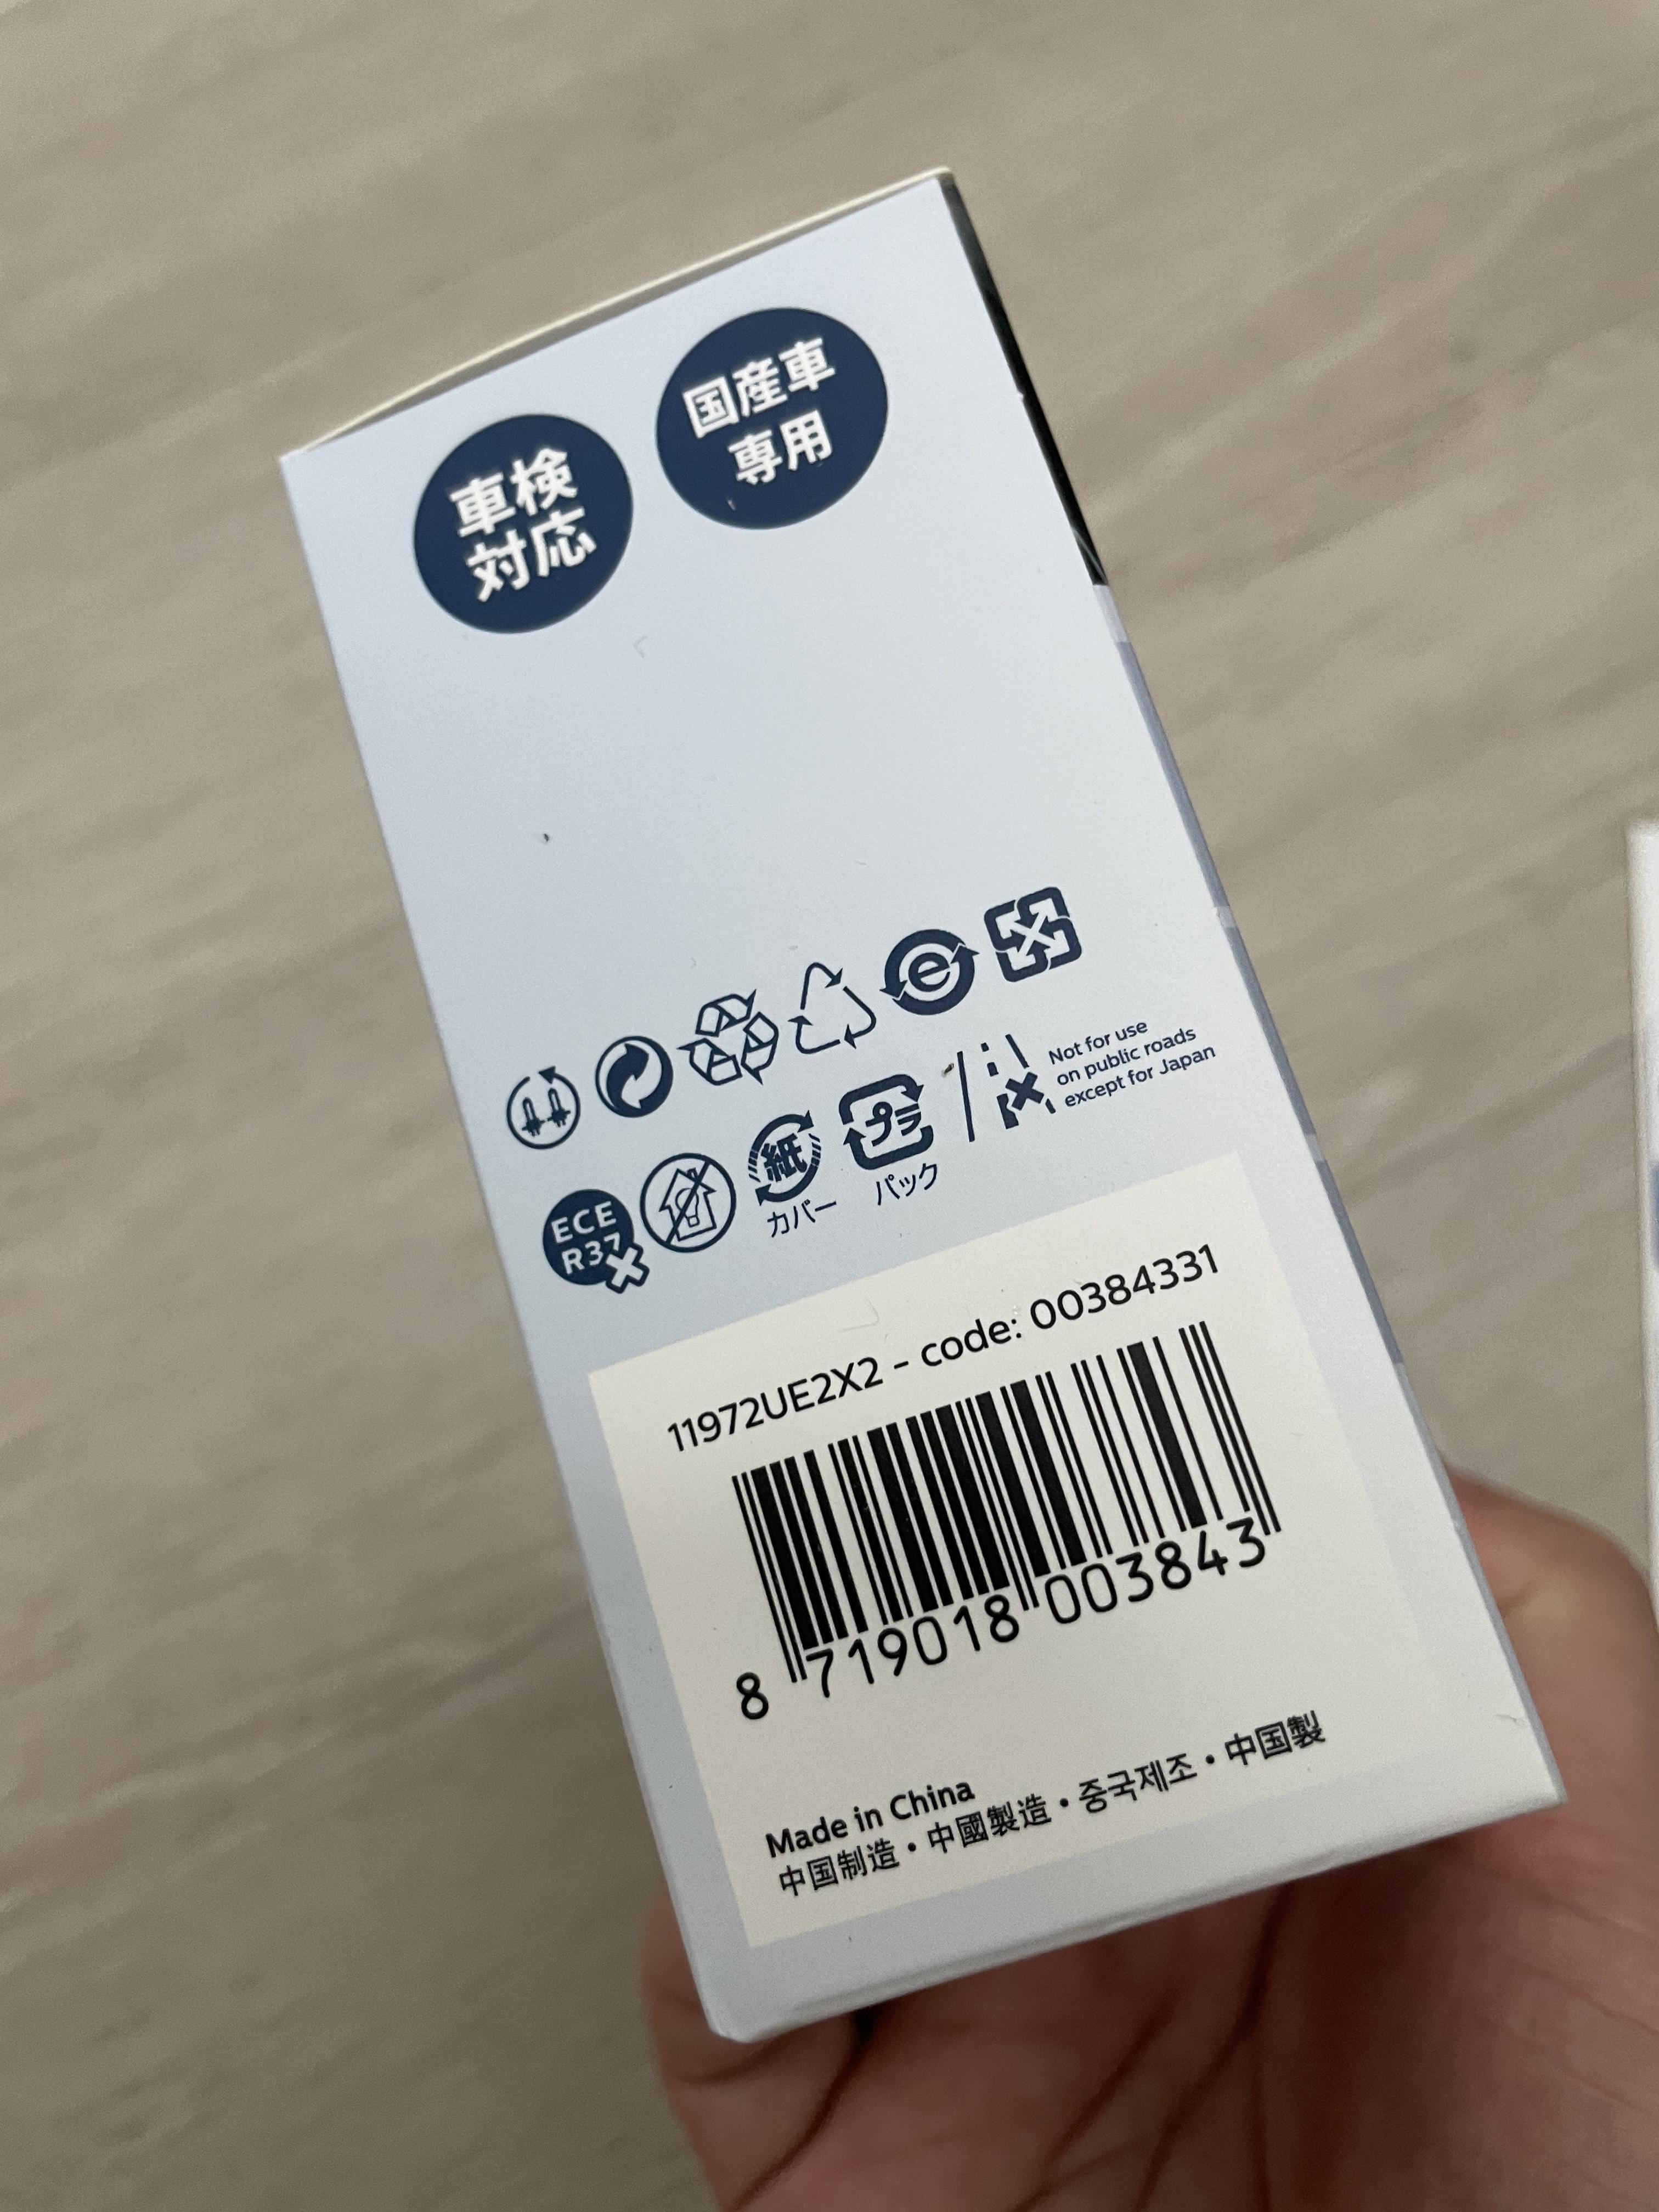 車検
対応
国産車
専用
e
Not for use
on public roads
except for Japan
ECE
R37
紙
カバー
プラ
パック
11972UE2X2 - code: 00384331
8 719018 003843
Made in China
中国制造・中國製造・중국제조・中国製